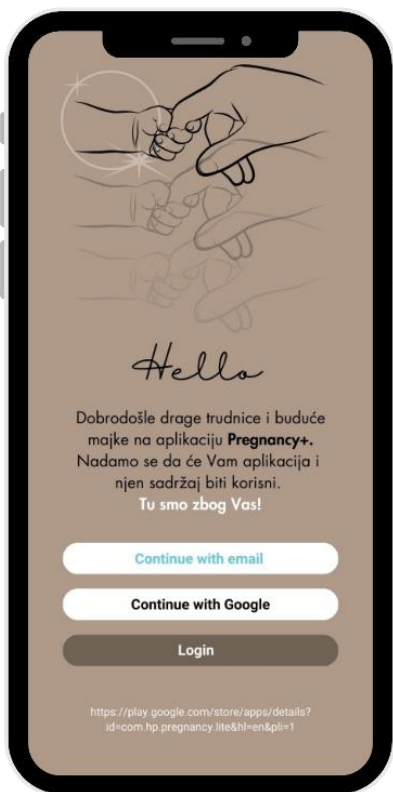 Hello
Dobrodošle drage trudnice i buduće
majke na aplikaciju Pregnancy+.
Nadamo se da će Vam aplikacija i
njen sadržaj biti korisni.
Tu smo zbog Vas!
Continue with email
Continue with Google
Login
https://play.google.com/store/apps/details?
id=com.hp.pregnancy.lite&hl=en&pli=1